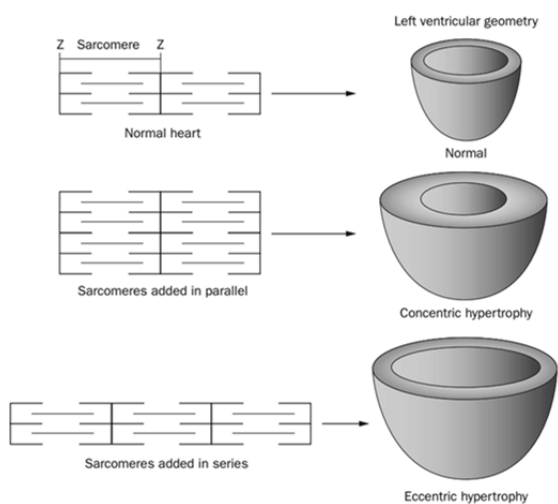 Left ventricular geometry
Z Sarcomere Z
Normal heart
Normal
Sarcomeres added in parallel
Concentric hypertrophy
Sarcomeres added in series
Eccentric hypertrophy